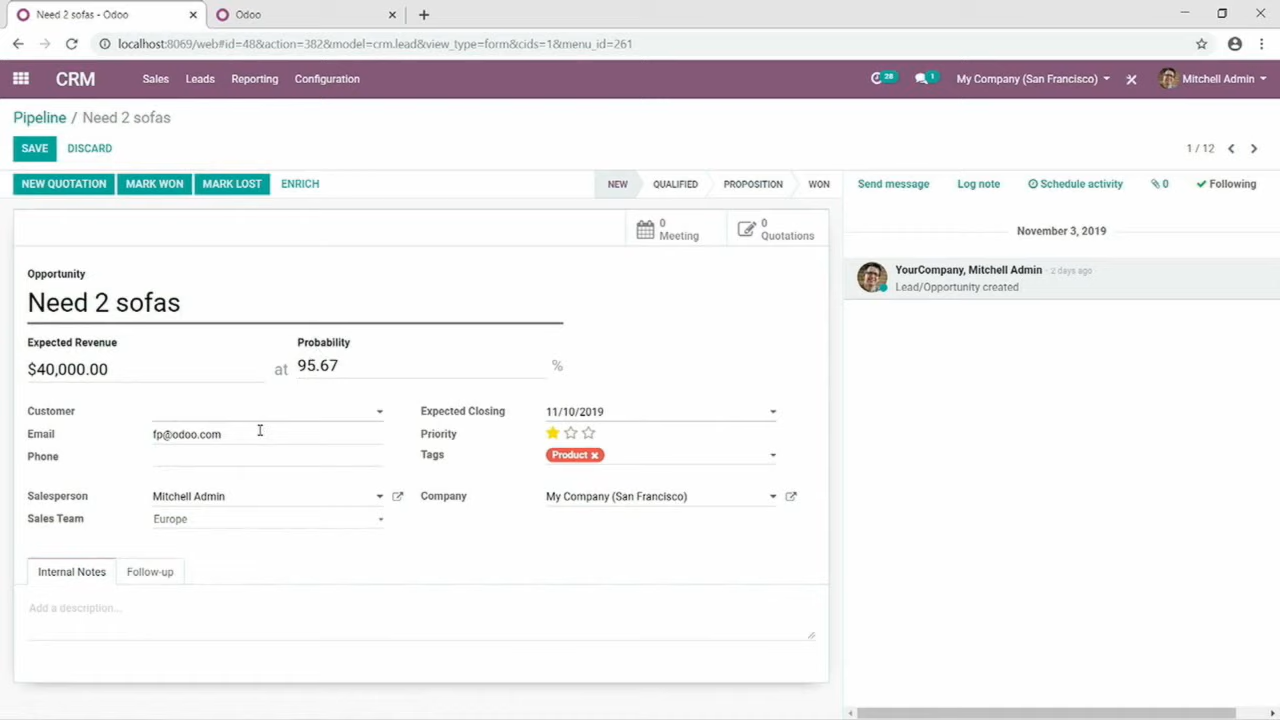 Need 2 sofas - Odoo
Odoo
localhost:8069/web#id=48&action=382&model=crm.lead&view_type=form&cids=1&menu_id=261
CRM Sales Leads Reporting Configuration 28 1 My Company (San Francisco) Mitchell Admin
Pipeline / Need 2 sofas
SAVE DISCARD 1 / 12
NEW QUOTATION MARK WON MARK LOST ENRICH NEW QUALIFIED PROPOSITION WON Send message Log note Schedule activity 0 Following
0 Meeting
0 Quotations
November 3, 2019
YourCompany, Mitchell Admin - 2 days ago
Lead/Opportunity created
Opportunity
Need 2 sofas
Expected Revenue Probability
$40,000.00 at 95.67 %
Customer Expected Closing 11/10/2019
Email fp@odoo.com Priority
Phone Tags Product
Salesperson Mitchell Admin Company My Company (San Francisco)
Sales Team Europe
Internal Notes Follow-up
Add a description...